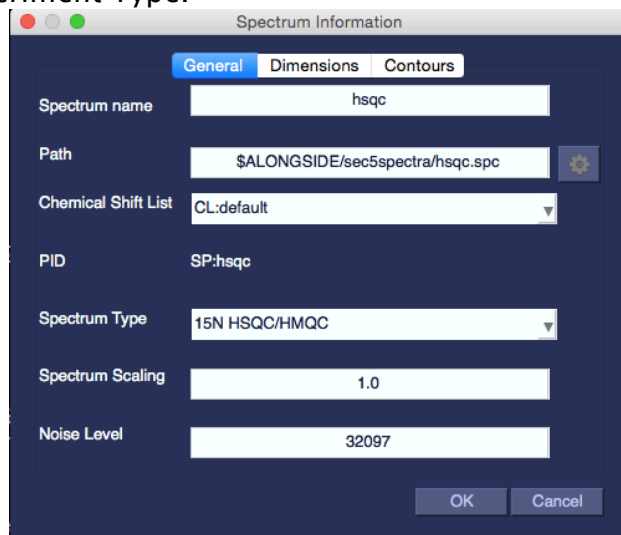 Spectrum Information
General Dimensions Contours
Spectrum name hsqc
Path $ALONGSIDE/sec5spectra/hsqc.spc
Chemical Shift List CL:default
PID SP:hsqc
Spectrum Type 15N HSQC/HMQC
Spectrum Scaling 1.0
Noise Level 32097
OK Cancel